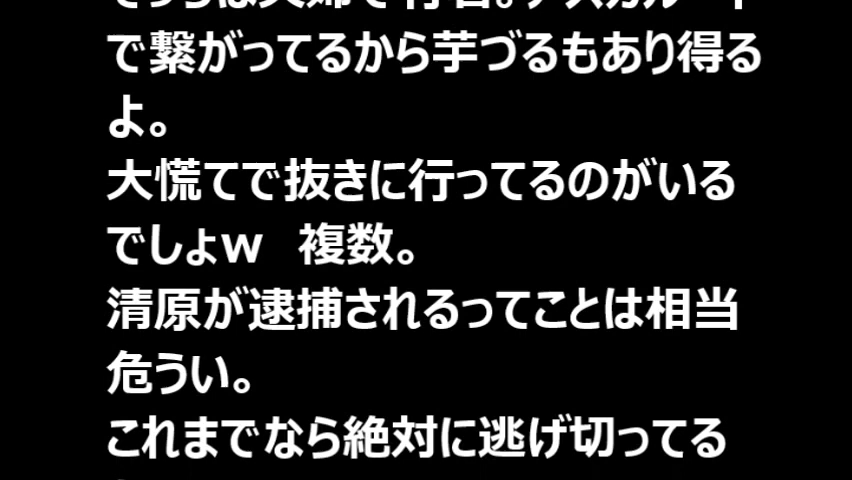 で繋がってるから芋づるもあり得る
よ。
大慌てで抜きに行ってるのがいる
でしょｗ　複数。
清原が逮捕されるってことは相当
危うい。
これまでなら絶対に逃げ切ってる